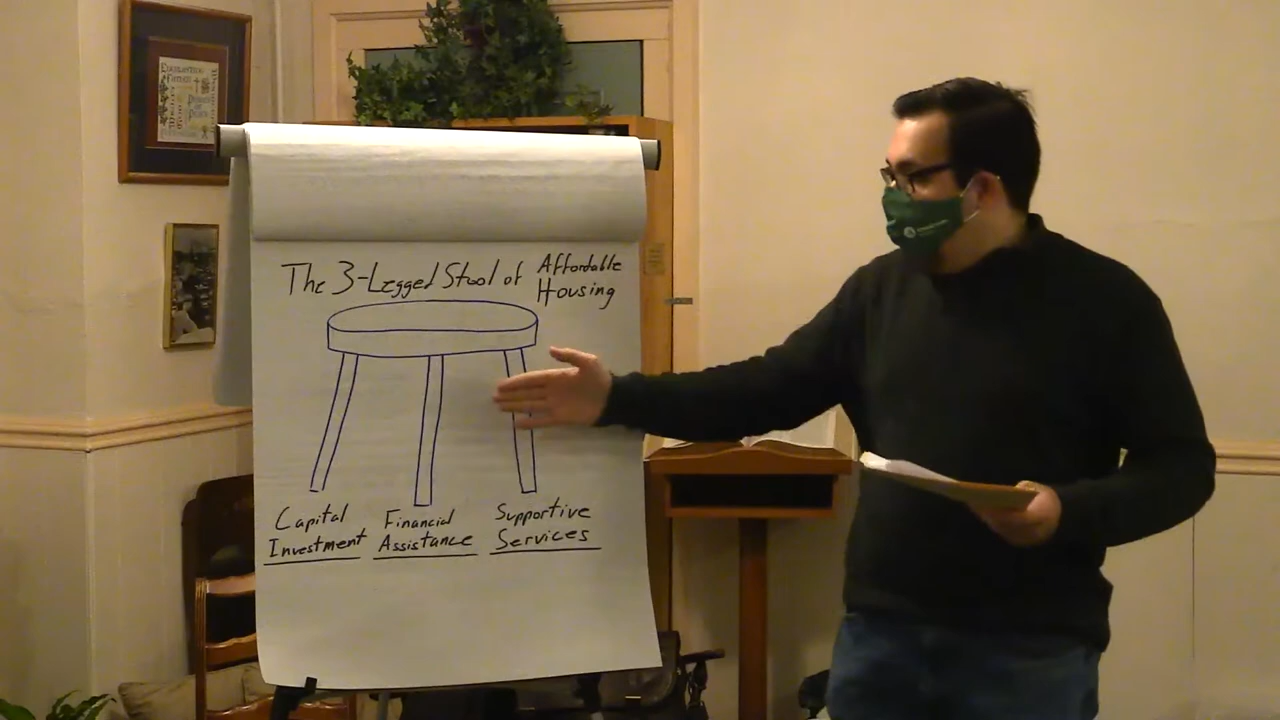 The 3-Legged Stool of Affordable
Housing
Capital
Investment
Financial
Assistance
Supportive
Services